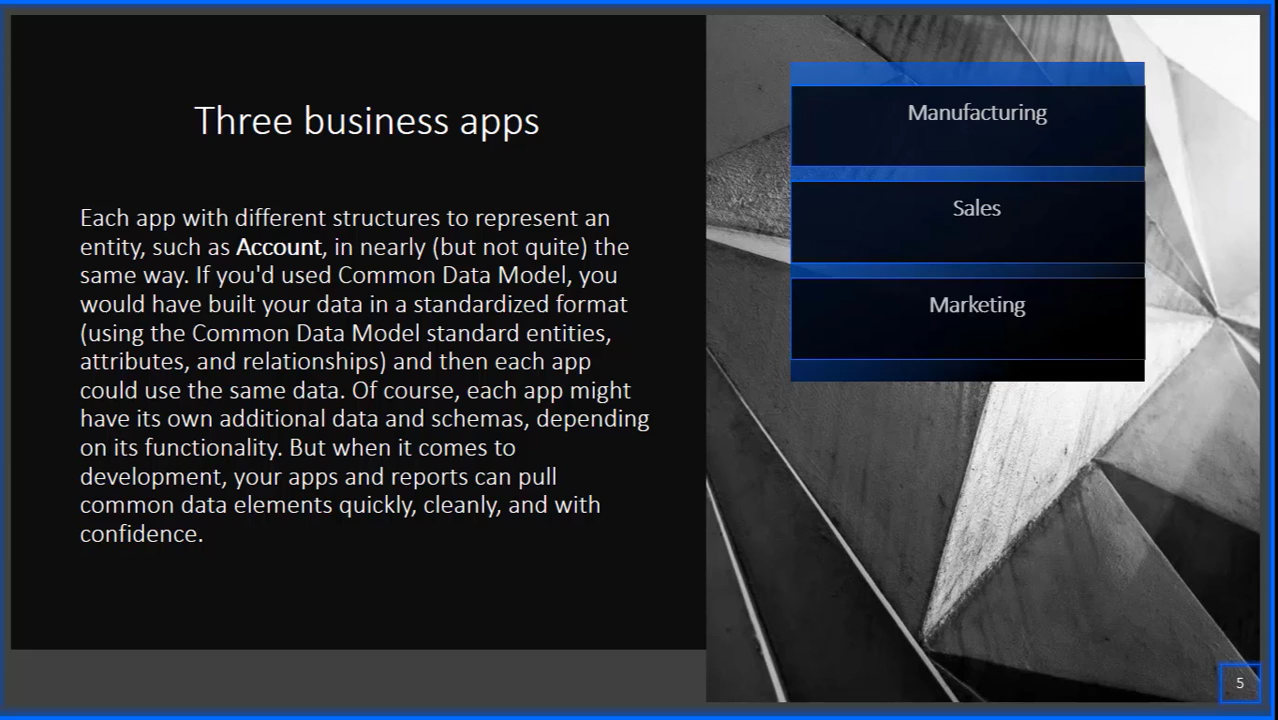 Three business apps
Each app with different structures to represent an
entity, such as Account, in nearly (but not quite) the
same way. If you'd used Common Data Model, you
would have built your data in a standardized format
(using the Common Data Model standard entities,
attributes, and relationships) and then each app
could use the same data. Of course, each app might
have its own additional data and schemas, depending
on its functionality. But when it comes to
development, your apps and reports can pull
common data elements quickly, cleanly, and with
confidence.
Manufacturing
Sales
Marketing
5